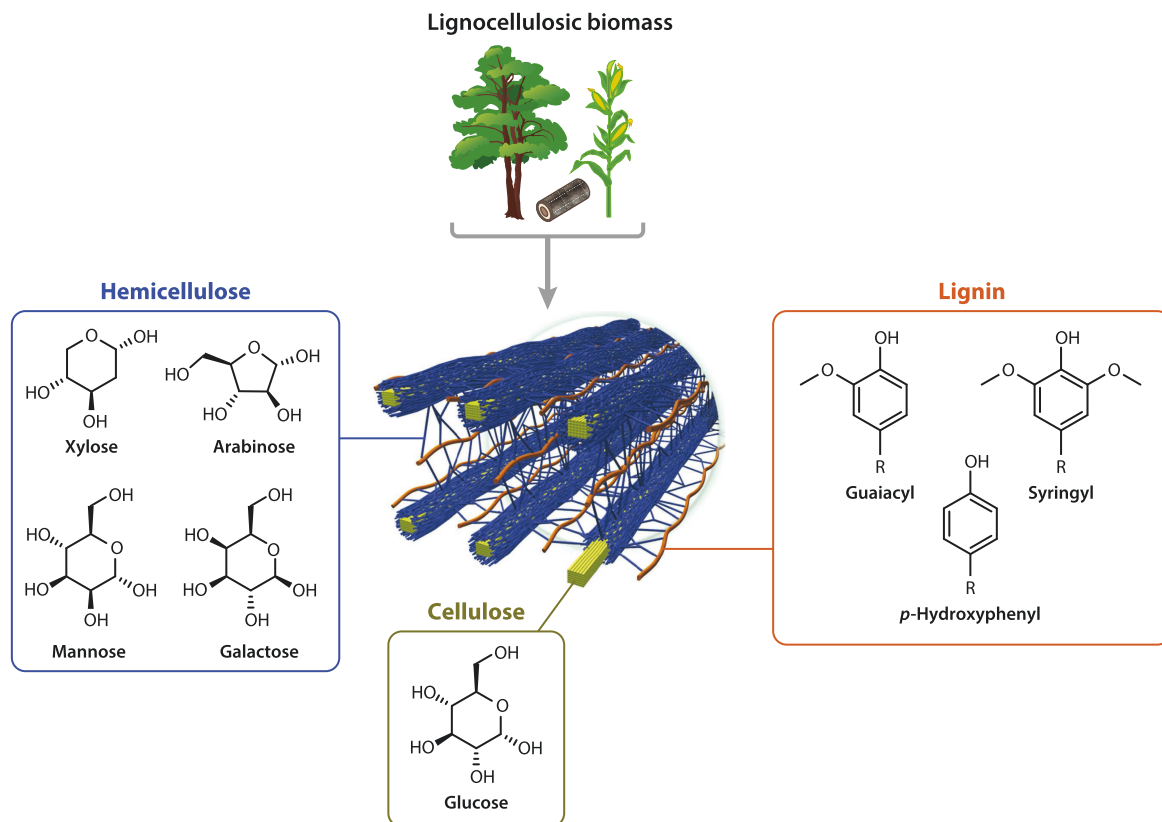 Lignocellulosic biomass
Hemicellulose
O
OH
HO
OH
Xylose
O
OH
HO
HO
OH
Arabinose
OH
HO
O
HO
OH
OH
Mannose
OH
HO
O
HO
OH
OH
Galactose
Cellulose
OH
HO
O
HO
OH
OH
Glucose
Lignin
OH
O
R
Guaiacyl
OH
O
O
R
Syringyl
OH
R
p-Hydroxyphenyl